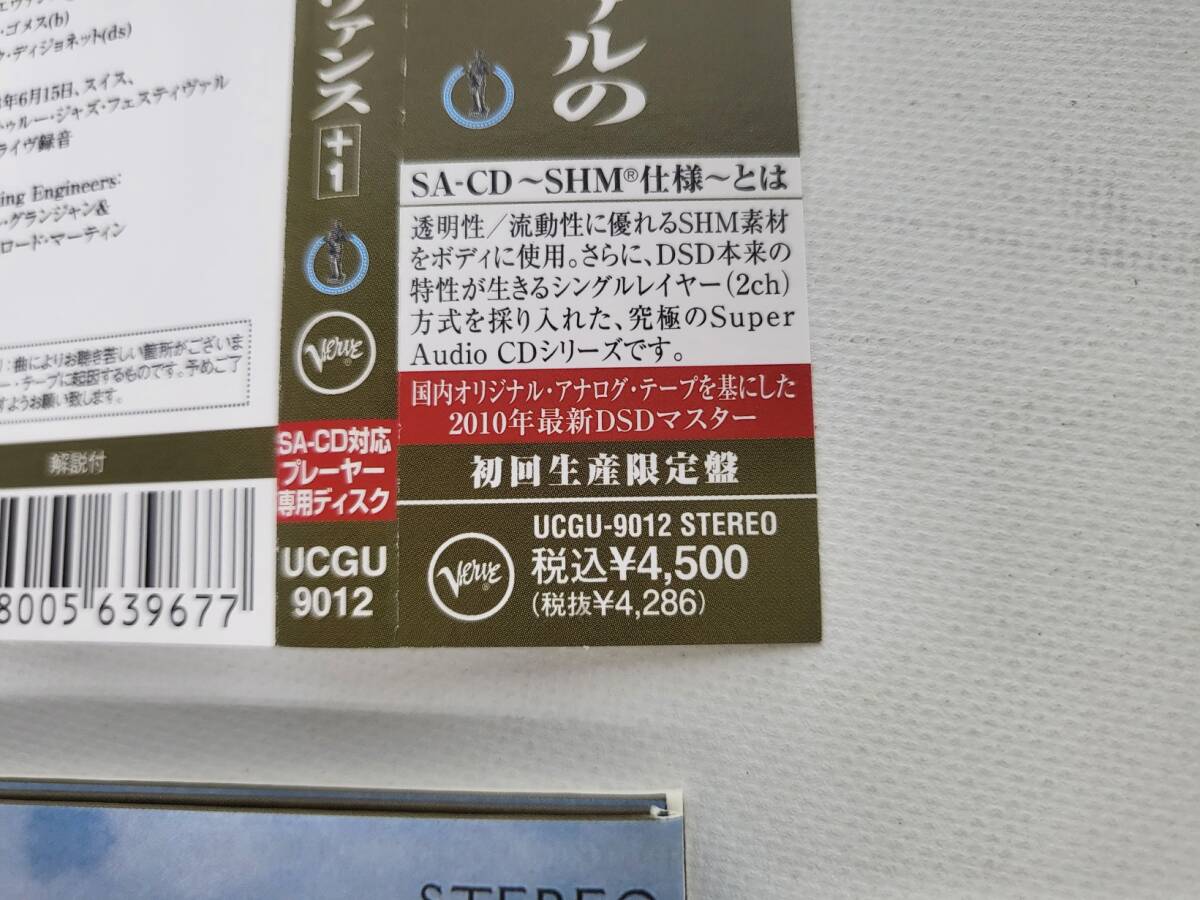 ・ゴメス(b)
ク・ディジョネット(ds)
年6月15日、スイス、
トゥルー・ジャズ・フェスティヴァル
ライヴ録音
ing Engineers:
ー・グランジャン&
ロード・マーティン
：曲によりお聴き苦しい箇所がございま
ー・テープに起因するものです。予めご了
すようお願い致します。
解説付
8005 639677
ヴァンス +1
Verve
SA-CD対応
プレーヤー
専用ディスク
UCGU
9012
ァルの
SA-CD～SHM®仕様～とは
透明性／流動性に優れるSHM素材
をボディに使用。さらに、DSD本来の
特性が生きるシングルレイヤー(2ch)
方式を採り入れた、究極のSuper
Audio CDシリーズです。
国内オリジナル・アナログ・テープを基にした
2010年最新DSDマスター
初回生産限定盤
Verve
UCGU-9012 STEREO
税込¥4,500
(税抜¥4,286)
STEREO